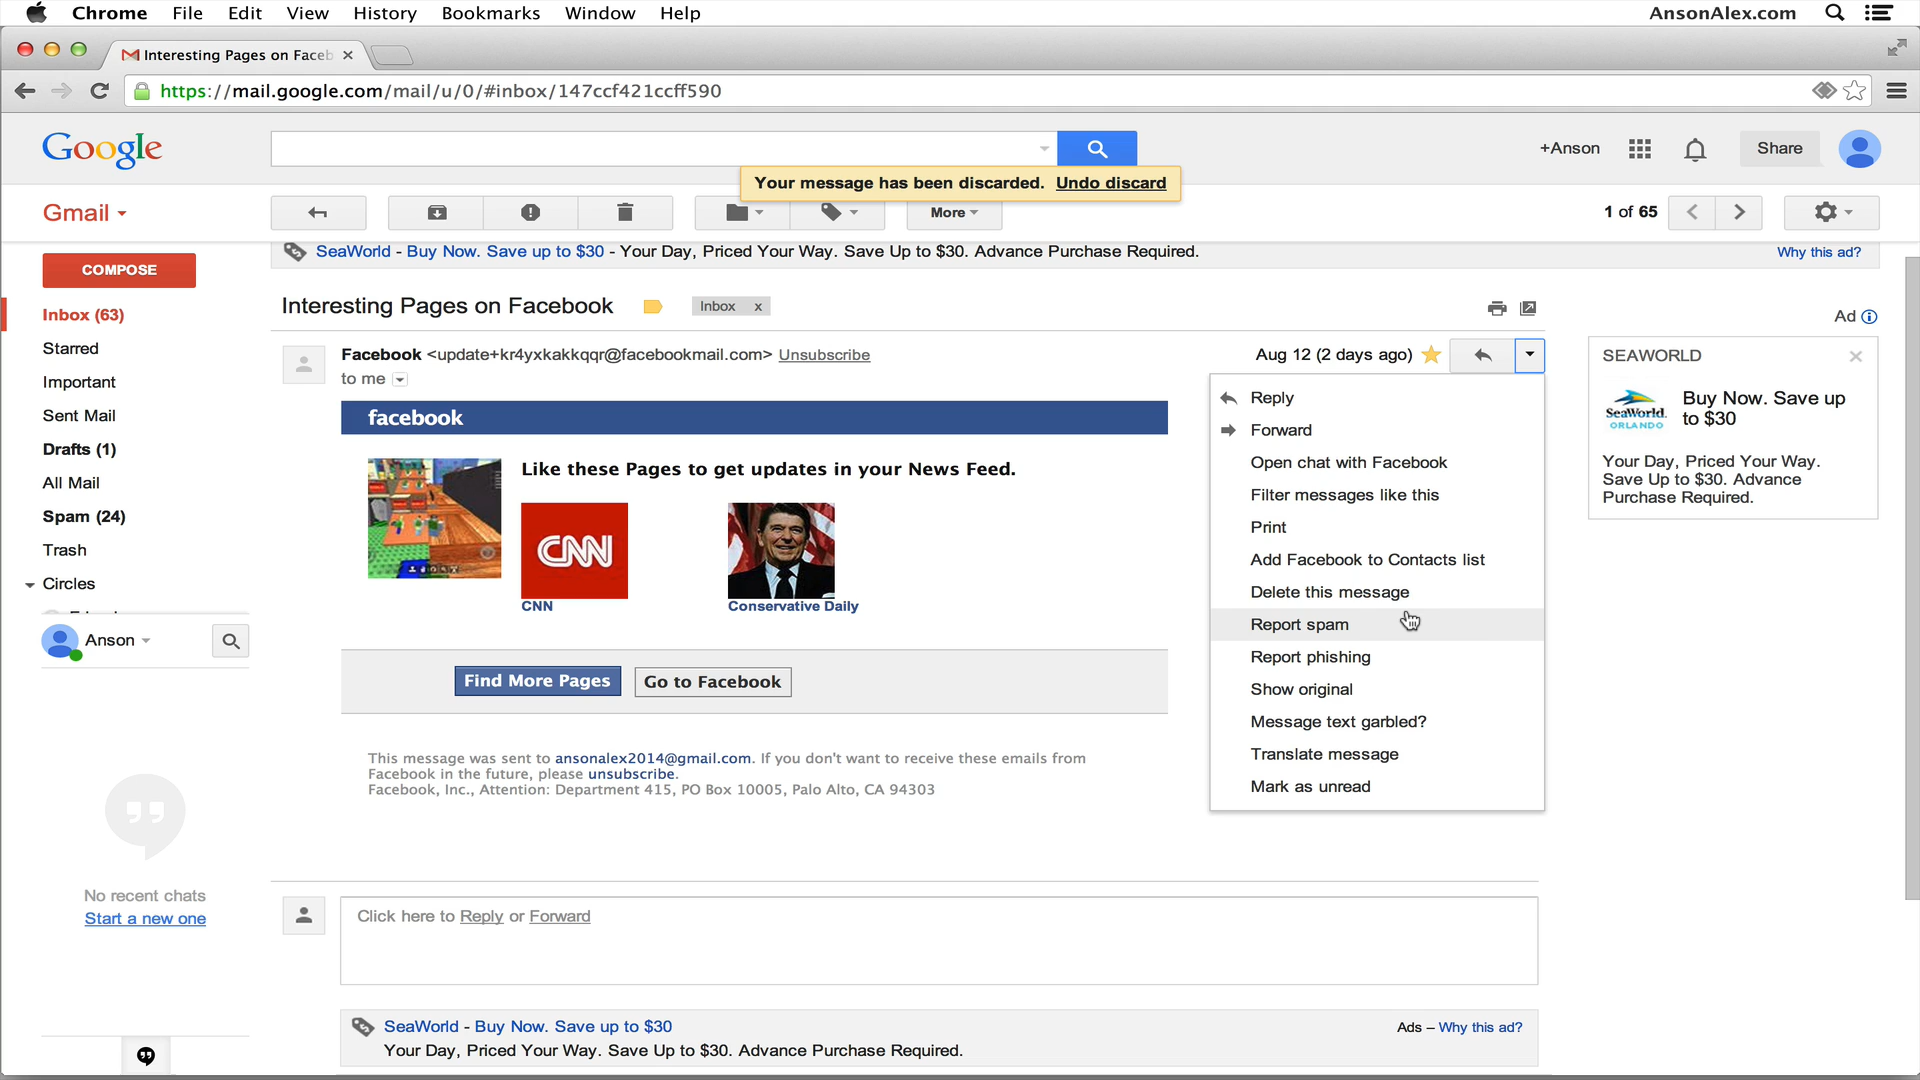 Chrome File Edit View History Bookmarks Window Help AnsonAlex.com
Interesting Pages on Faceb
https://mail.google.com/mail/u/0/#inbox/147ccf421ccff590
Google
+Anson
Share
Your message has been discarded. Undo discard
Gmail
More
1 of 65
SeaWorld - Buy Now. Save up to $30 - Your Day, Priced Your Way. Save Up to $30. Advance Purchase Required.
Why this ad?
COMPOSE
Inbox (63)
Starred
Important
Sent Mail
Drafts (1)
All Mail
Spam (24)
Trash
Circles
Anson
No recent chats
Start a new one
Interesting Pages on Facebook
Inbox x
Facebook <update+kr4yxkakkqqr@facebookmail.com> Unsubscribe
Aug 12 (2 days ago)
to me
facebook
Like these Pages to get updates in your News Feed.
CNN
CNN
Conservative Daily
Find More Pages
Go to Facebook
This message was sent to ansonalex2014@gmail.com. If you don't want to receive these emails from
Facebook in the future, please unsubscribe.
Facebook, Inc., Attention: Department 415, PO Box 10005, Palo Alto, CA 94303
Reply
Forward
Open chat with Facebook
Filter messages like this
Print
Add Facebook to Contacts list
Delete this message
Report spam
Report phishing
Show original
Message text garbled?
Translate message
Mark as unread
Ad
SEAWORLD
SeaWorld.
ORLANDO
Buy Now. Save up
to $30
Your Day, Priced Your Way.
Save Up to $30. Advance
Purchase Required.
Click here to Reply or Forward
SeaWorld - Buy Now. Save up to $30
Ads – Why this ad?
Your Day, Priced Your Way. Save Up to $30. Advance Purchase Required.